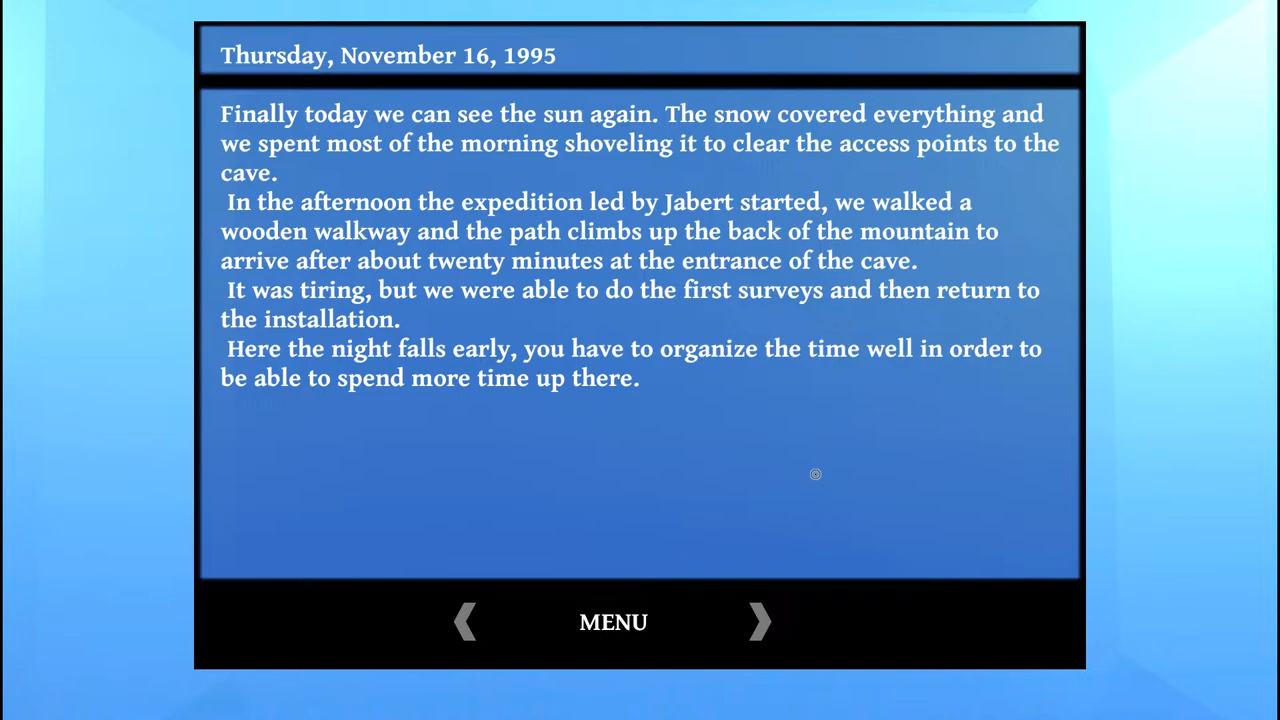 Thursday, November 16, 1995
Finally today we can see the sun again. The snow covered everything and
we spent most of the morning shoveling it to clear the access points to the
cave.
In the afternoon the expedition led by Jabert started, we walked a
wooden walkway and the path climbs up the back of the mountain to
arrive after about twenty minutes at the entrance of the cave.
It was tiring, but we were able to do the first surveys and then return to
the installation.
Here the night falls early, you have to organize the time well in order to
be able to spend more time up there.
MENU